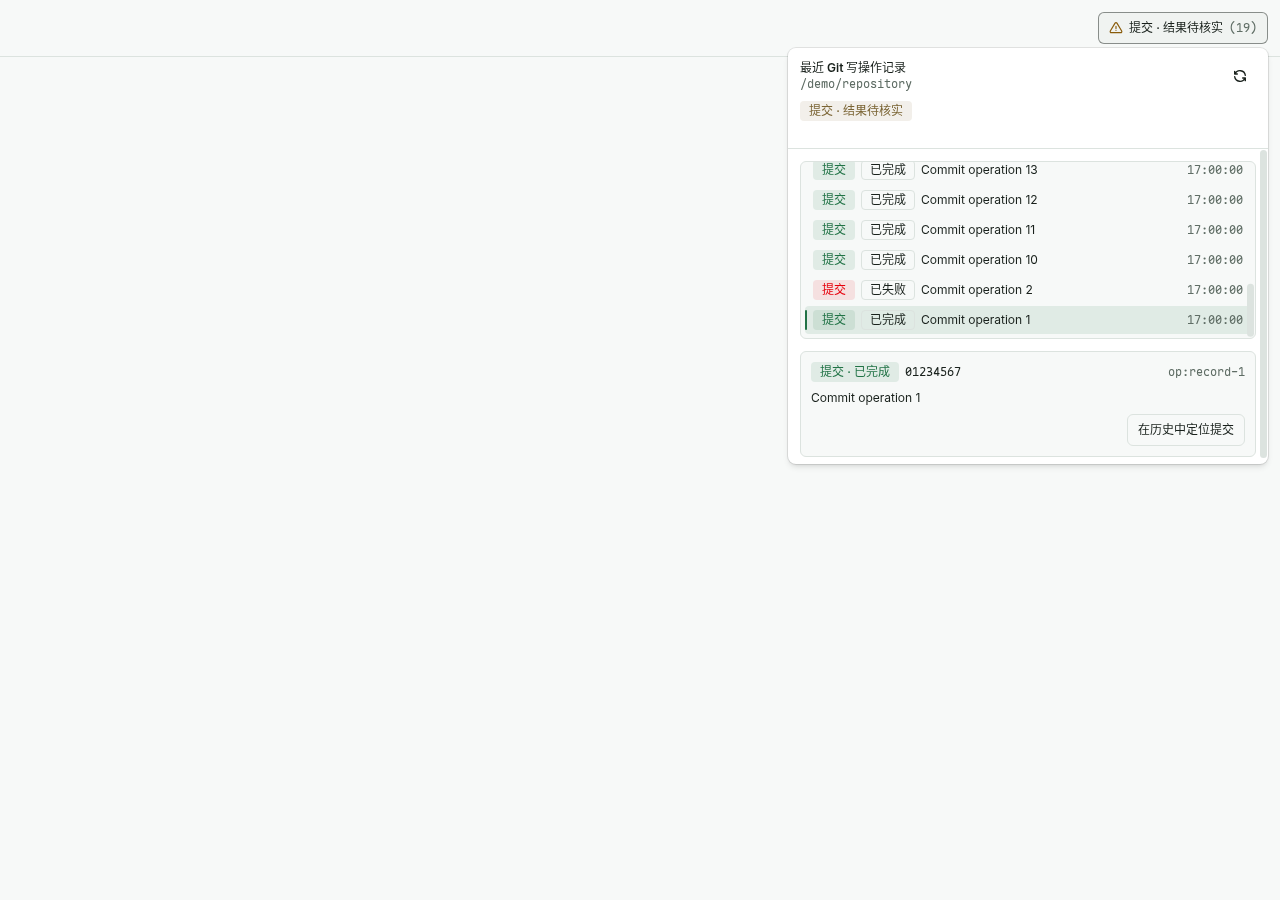 提交 · 结果待核实 (19)
最近 Git 写操作记录
/demo/repository
提交 · 结果待核实
提交 已完成 Commit operation 13 17:00:00
提交 已完成 Commit operation 12 17:00:00
提交 已完成 Commit operation 11 17:00:00
提交 已完成 Commit operation 10 17:00:00
提交 已失败 Commit operation 2 17:00:00
提交 已完成 Commit operation 1 17:00:00
提交 · 已完成 01234567 op:record-1
Commit operation 1
在历史中定位提交